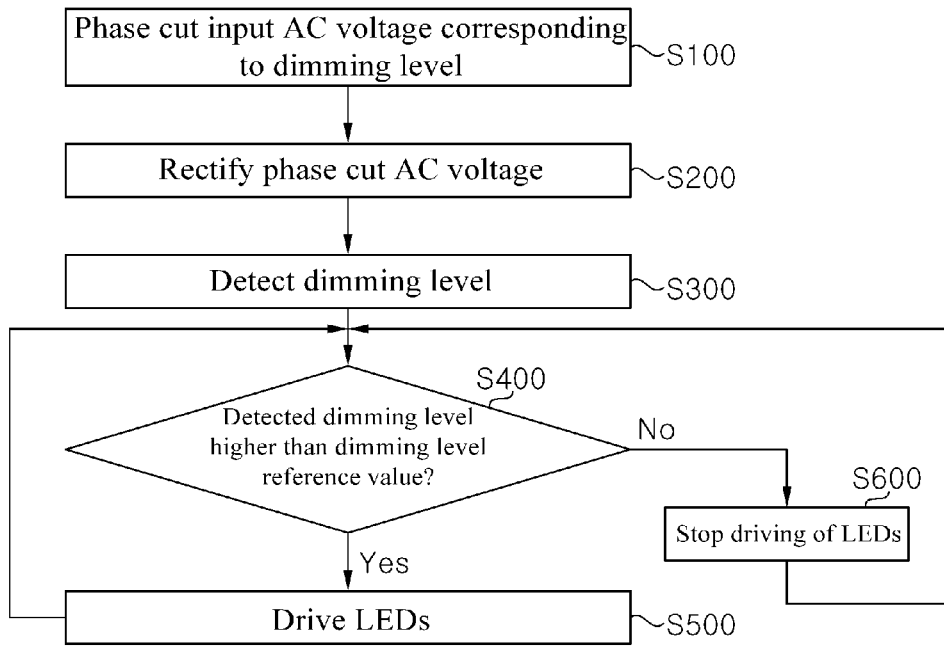 Phase cut input AC voltage corresponding
to dimming level
S100
Rectify phase cut AC voltage
S200
Detect dimming level
S300
S400
Detected dimming level
higher than dimming level
reference value?
No
S600
Stop driving of LEDs
Yes
Drive LEDs
S500